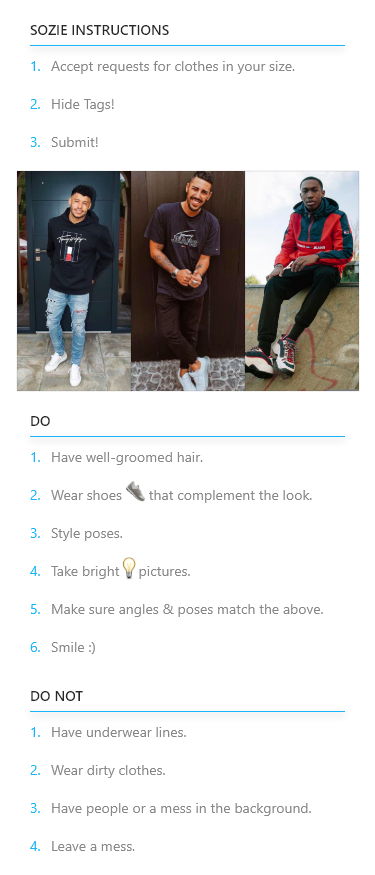 SOZIE INSTRUCTIONS
1. Accept requests for clothes in your size.
2. Hide Tags!
3. Submit!
DO
1. Have well-groomed hair.
2. Wear shoes that complement the look.
3. Style poses.
4. Take bright pictures.
5. Make sure angles & poses match the above.
6. Smile :)
DO NOT
1. Have underwear lines.
2. Wear dirty clothes.
3. Have people or a mess in the background.
4. Leave a mess.